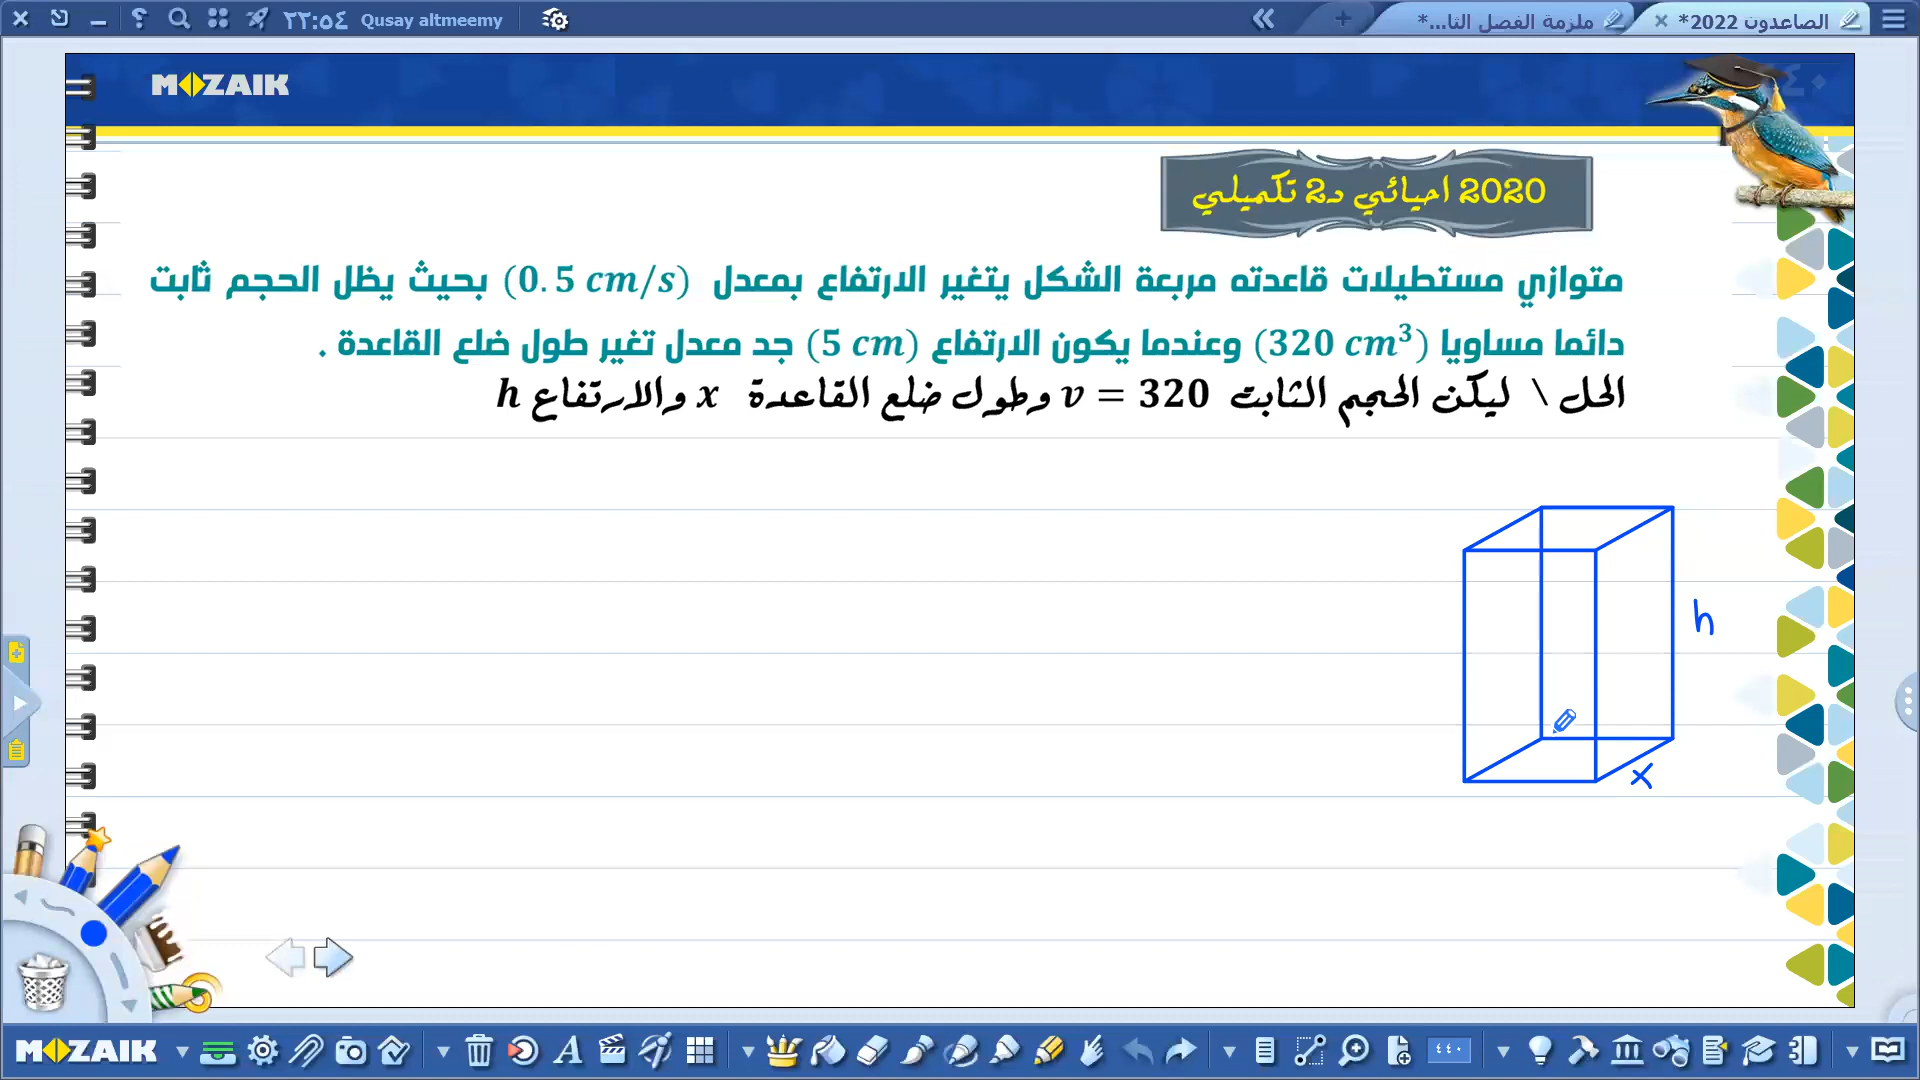 ٢٣:٥٤ Qusay altmeemy
ملزمة الفصل الثا...*
الصاعدون 2022*
MOZAIK
2020 احيائي د2 تكميلي
متوازي مستطيلات قاعدته مربعة الشكل يتغير الارتفاع بمعدل (0.5 cm/s) بحيث يظل الحجم ثابت
دائما مساويا (320 cm³) وعندما يكون الارتفاع (5 cm) جد معدل تغير طول ضلع القاعدة .
الحل \ ليكن الحجم الثابت v = 320 وطول ضلع القاعدة x والارتفاع h
h
x
MOZAIK
٤٤٠